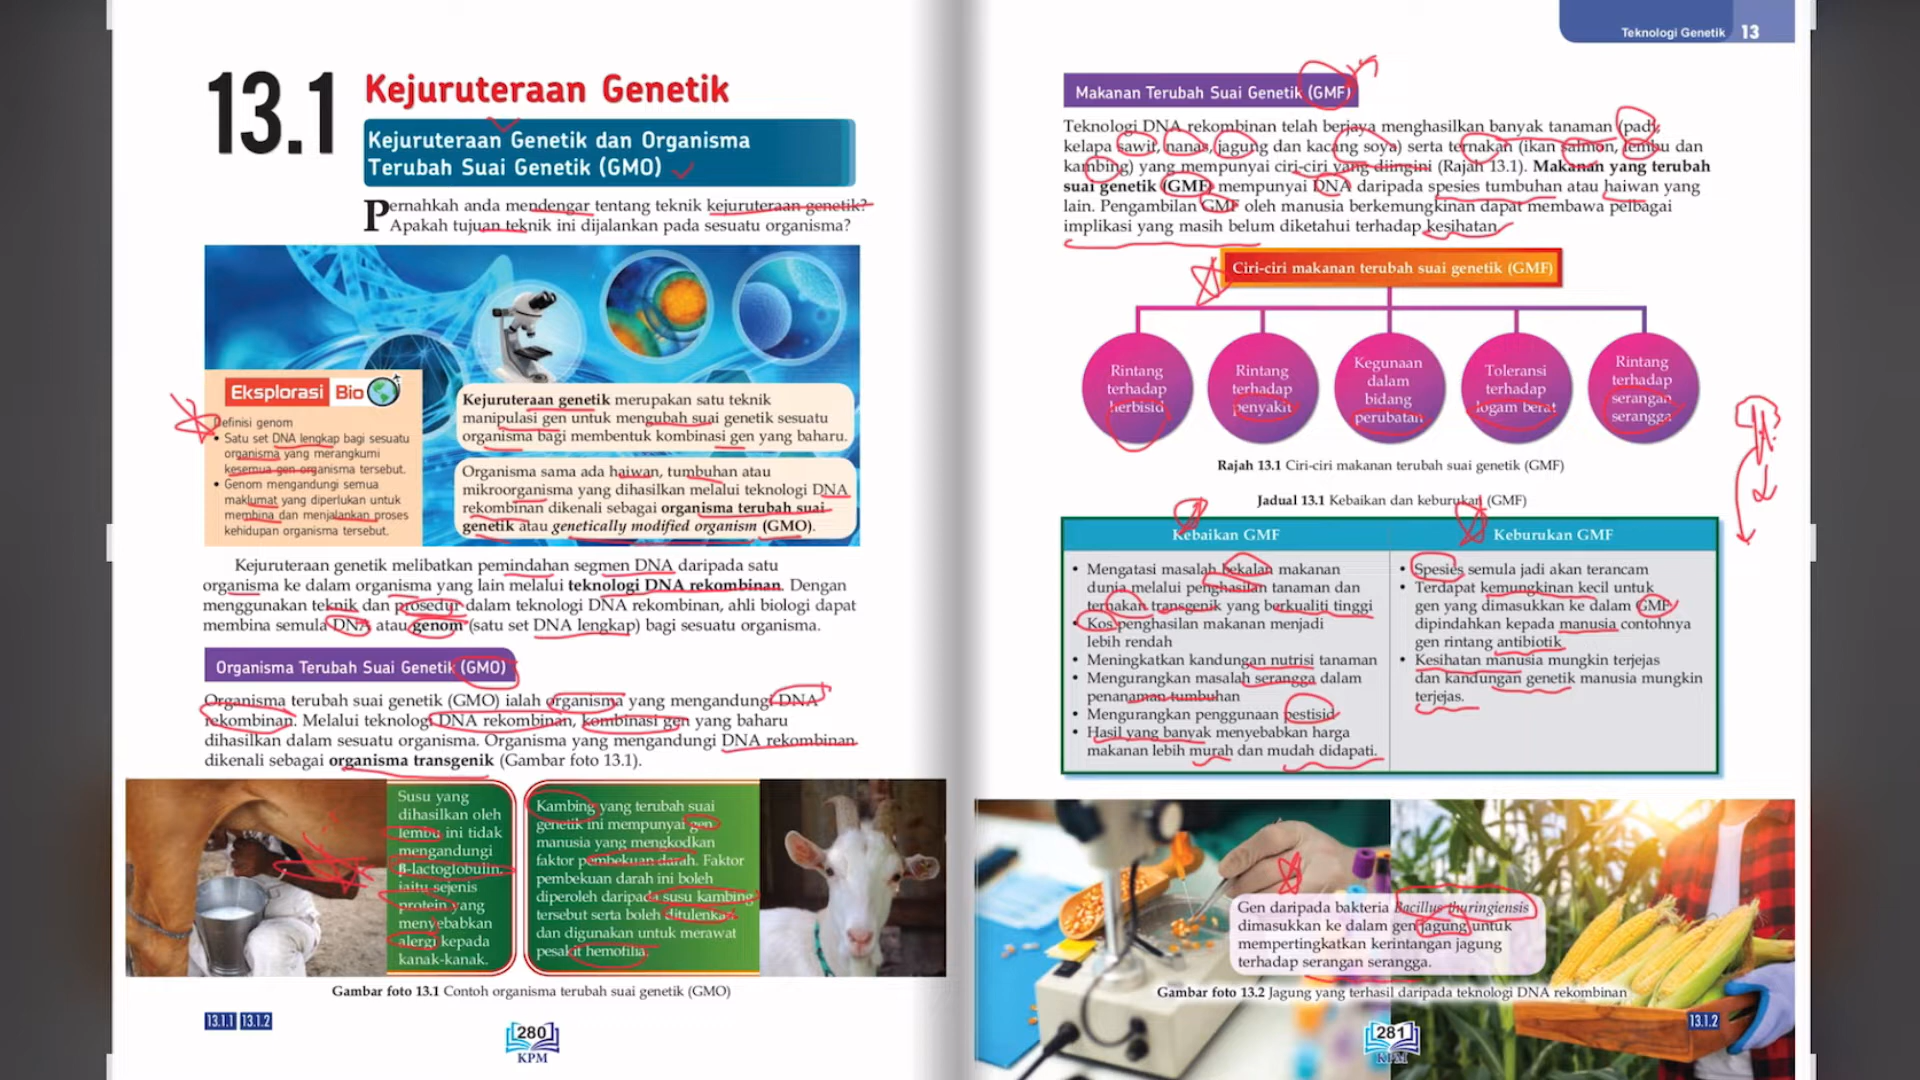 13.1
Kejuruteraan Genetik
Kejuruteraan Genetik dan Organisma
Terubah Suai Genetik (GMO)
Pernahkah anda mendengar tentang teknik kejuruteraan genetik?
Apakah tujuan teknik ini dijalankan pada sesuatu organisma?
Eksplorasi Bio
Definisi genom
• Satu set DNA lengkap bagi sesuatu
organisma yang merangkumi
kesemua gen organisma tersebut.
• Genom mengandungi semua
maklumat yang diperlukan untuk
membina dan menjalankan proses
kehidupan organisma tersebut.
Kejuruteraan genetik merupakan satu teknik
manipulasi gen untuk mengubah suai genetik sesuatu
organisma bagi membentuk kombinasi gen yang baharu.
Organisma sama ada haiwan, tumbuhan atau
mikroorganisma yang dihasilkan melalui teknologi DNA
rekombinan dikenali sebagai organisma terubah suai
genetik atau genetically modified organism (GMO).
Kejuruteraan genetik melibatkan pemindahan segmen DNA daripada satu
organisma ke dalam organisma yang lain melalui teknologi DNA rekombinan. Dengan
menggunakan teknik dan prosedur dalam teknologi DNA rekombinan, ahli biologi dapat
membina semula DNA atau genom (satu set DNA lengkap) bagi sesuatu organisma.
Organisma Terubah Suai Genetik (GMO)
Organisma terubah suai genetik (GMO) ialah organisma yang mengandungi DNA
rekombinan. Melalui teknologi DNA rekombinan, kombinasi gen yang baharu
dihasilkan dalam sesuatu organisma. Organisma yang mengandungi DNA rekombinan
dikenali sebagai organisma transgenik (Gambar foto 13.1).
Susu yang
dihasilkan oleh
lembu ini tidak
mengandungi
β-lactoglobulin,
iaitu sejenis
protein yang
menyebabkan
alergi kepada
kanak-kanak.
Kambing yang terubah suai
genetik ini mempunyai gen
manusia yang mengkodkan
faktor pembekuan darah. Faktor
pembekuan darah ini boleh
diperoleh daripada susu kambing
tersebut serta boleh ditulenkan
dan digunakan untuk merawat
pesakit hemofilia.
Gambar foto 13.1 Contoh organisma terubah suai genetik (GMO)
13.1.1 13.1.2
280
KPM
Teknologi Genetik 13
Makanan Terubah Suai Genetik (GMF)
Teknologi DNA rekombinan telah berjaya menghasilkan banyak tanaman (padi,
kelapa sawit, nanas, jagung dan kacang soya) serta ternakan (ikan salmon, lembu dan
kambing) yang mempunyai ciri-ciri yang diingini (Rajah 13.1). Makanan yang terubah
suai genetik (GMF) mempunyai DNA daripada spesies tumbuhan atau haiwan yang
lain. Pengambilan GMF oleh manusia berkemungkinan dapat membawa pelbagai
implikasi yang masih belum diketahui terhadap kesihatan.
Ciri-ciri makanan terubah suai genetik (GMF)
Rintang
terhadap
herbisid
Rintang
terhadap
penyakit
Kegunaan
dalam
bidang
perubatan
Toleransi
terhadap
logam berat
Rintang
terhadap
serangan
serangga
Rajah 13.1 Ciri-ciri makanan terubah suai genetik (GMF)
Jadual 13.1 Kebaikan dan keburukan (GMF)
Kebaikan GMF
• Mengatasi masalah bekalan makanan
dunia melalui penghasilan tanaman dan
ternakan transgenik yang berkualiti tinggi
• Kos penghasilan makanan menjadi
lebih rendah
• Meningkatkan kandungan nutrisi tanaman
• Mengurangkan masalah serangga dalam
penanaman tumbuhan
• Mengurangkan penggunaan pestisid
• Hasil yang banyak menyebabkan harga
makanan lebih murah dan mudah didapati.
Keburukan GMF
• Spesies semula jadi akan terancam
• Terdapat kemungkinan kecil untuk
gen yang dimasukkan ke dalam GMF
dipindahkan kepada manusia contohnya
gen rintang antibiotik
• Kesihatan manusia mungkin terjejas
dan kandungan genetik manusia mungkin
terjejas.
Gen daripada bakteria Bacillus thuringiensis
dimasukkan ke dalam gen jagung untuk
mempertingkatkan kerintangan jagung
terhadap serangan serangga.
Gambar foto 13.2 Jagung yang terhasil daripada teknologi DNA rekombinan
13.1.2
281
KPM